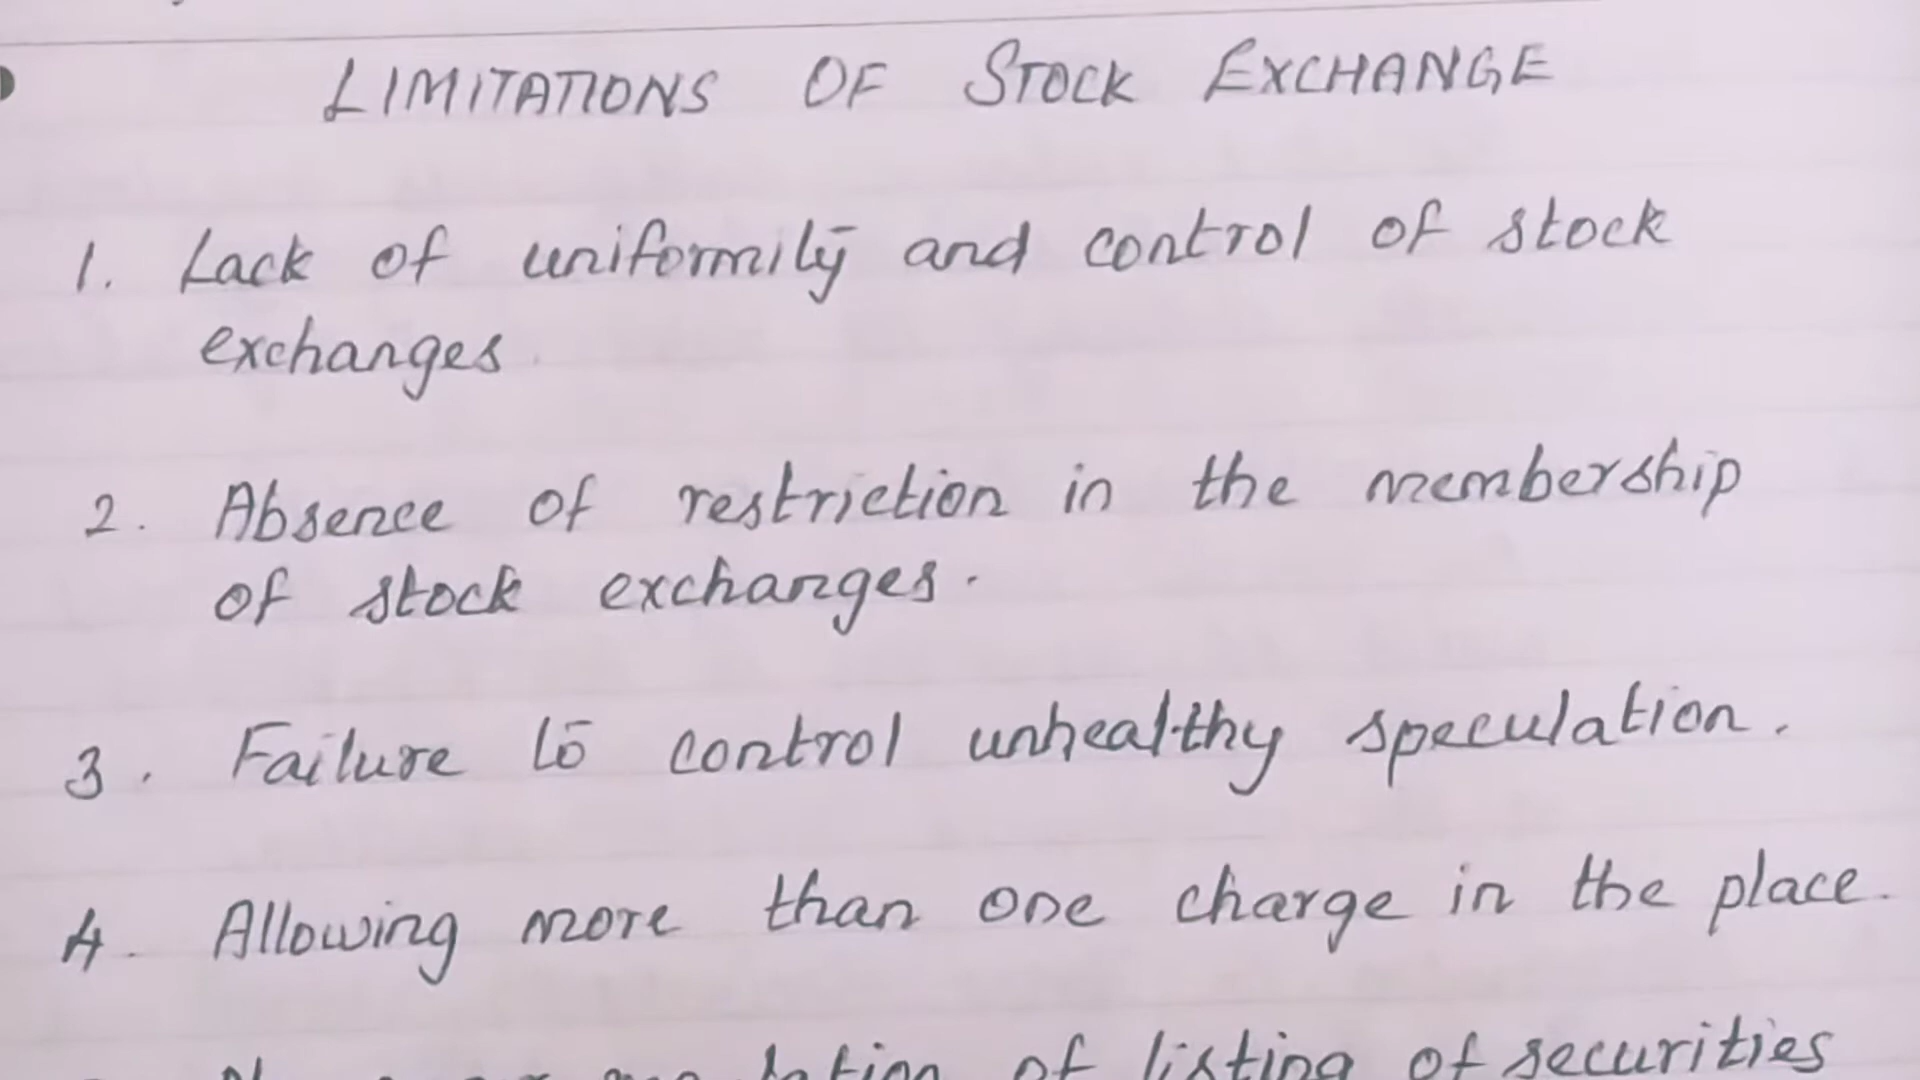 LIMITATIONS OF STOCK EXCHANGE
1. Lack of uniformity and control of stock
exchanges.
2. Absence of restriction in the membership
of stock exchanges.
3. Failure to control unhealthy speculation.
4. Allowing more than one charge in the place.
of listing of securities